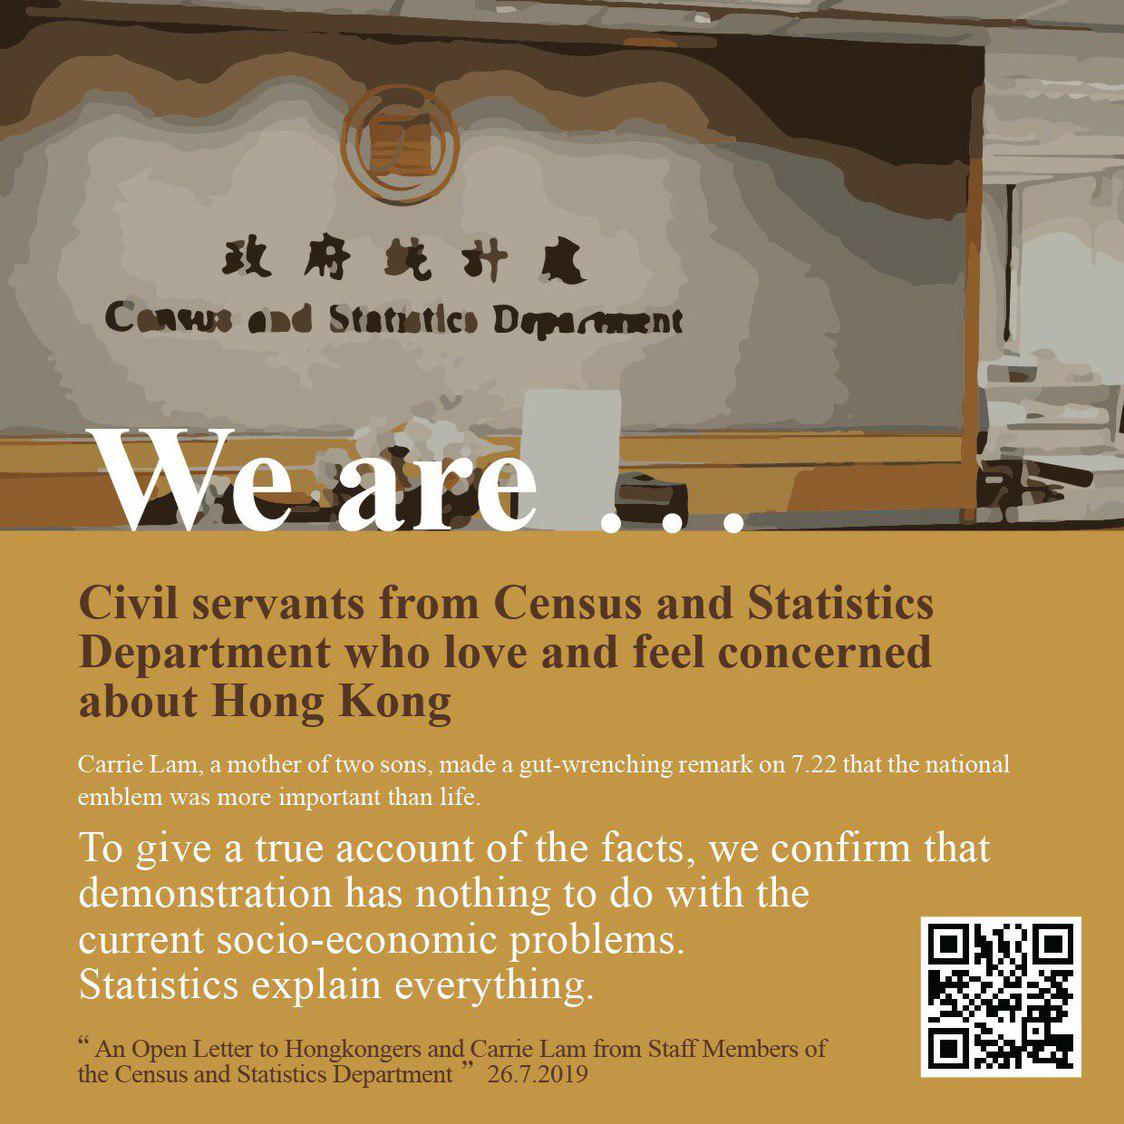 政府統計處
Census and Statistics Department
We are . . .
Civil servants from Census and Statistics
Department who love and feel concerned
about Hong Kong
Carrie Lam, a mother of two sons, made a gut-wrenching remark on 7.22 that the national
emblem was more important than life.
To give a true account of the facts, we confirm that
demonstration has nothing to do with the
current socio-economic problems.
Statistics explain everything.
“ An Open Letter to Hongkongers and Carrie Lam from Staff Members of
the Census and Statistics Department ” 26.7.2019